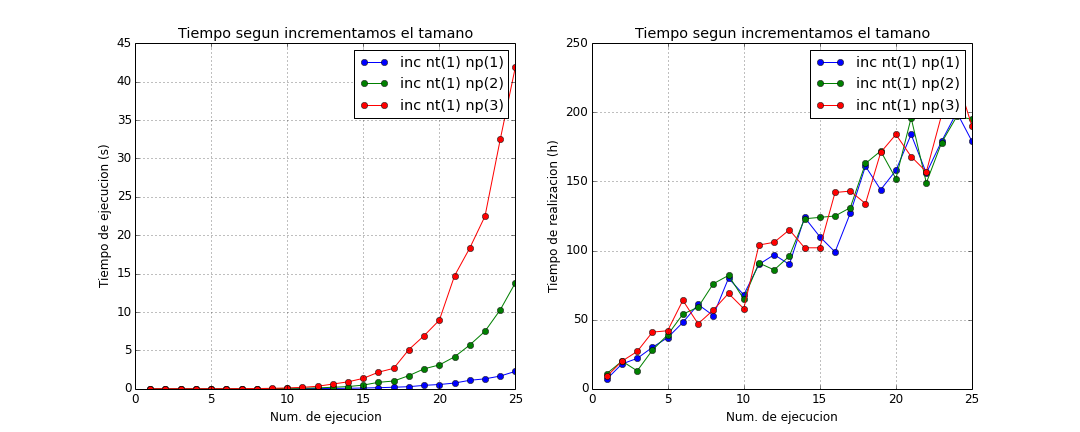 Tiempo segun incrementamos el tamano
45
40
35
30
25
20
15
10
5
0
Tiempo de ejecucion (s)
inc nt(1) np(1)
inc nt(1) np(2)
inc nt(1) np(3)
0 5 10 15 20 25
Num. de ejecucion
Tiempo segun incrementamos el tamano
250
200
150
100
50
0
Tiempo de realizacion (h)
inc nt(1) np(1)
inc nt(1) np(2)
inc nt(1) np(3)
0 5 10 15 20 25
Num. de ejecucion